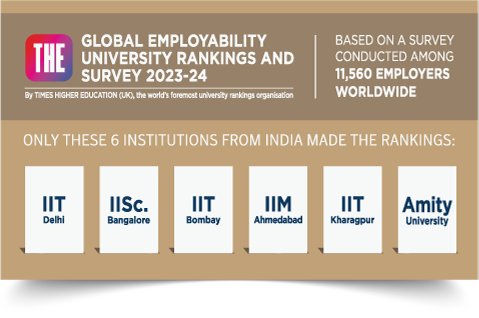 THE
GLOBAL EMPLOYABILITY
UNIVERSITY RANKINGS AND
SURVEY 2023-24
By TIMES HIGHER EDUCATION (UK), the world's foremost university rankings organisation
BASED ON A SURVEY
CONDUCTED AMONG
11,560 EMPLOYERS
WORLDWIDE
ONLY THESE 6 INSTITUTIONS FROM INDIA MADE THE RANKINGS:
IIT
Delhi
IISc.
Bangalore
IIT
Bombay
IIM
Ahmedabad
IIT
Kharagpur
Amity
University